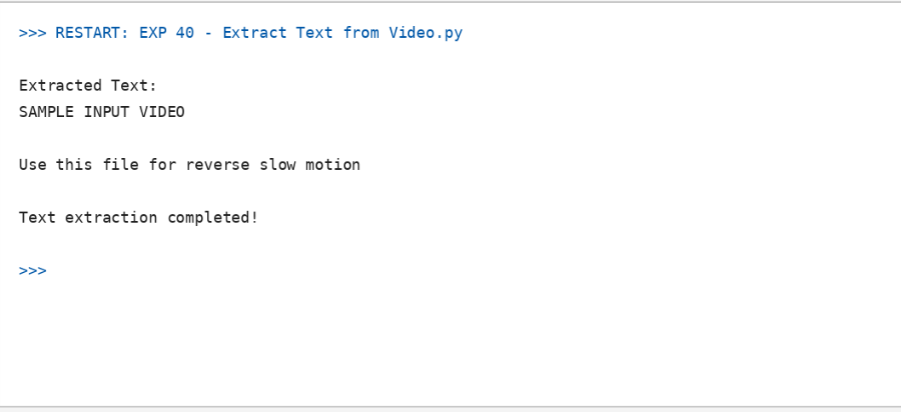 >>> RESTART: EXP 40 - Extract Text from Video.py
Extracted Text:
SAMPLE INPUT VIDEO
Use this file for reverse slow motion
Text extraction completed!
>>>